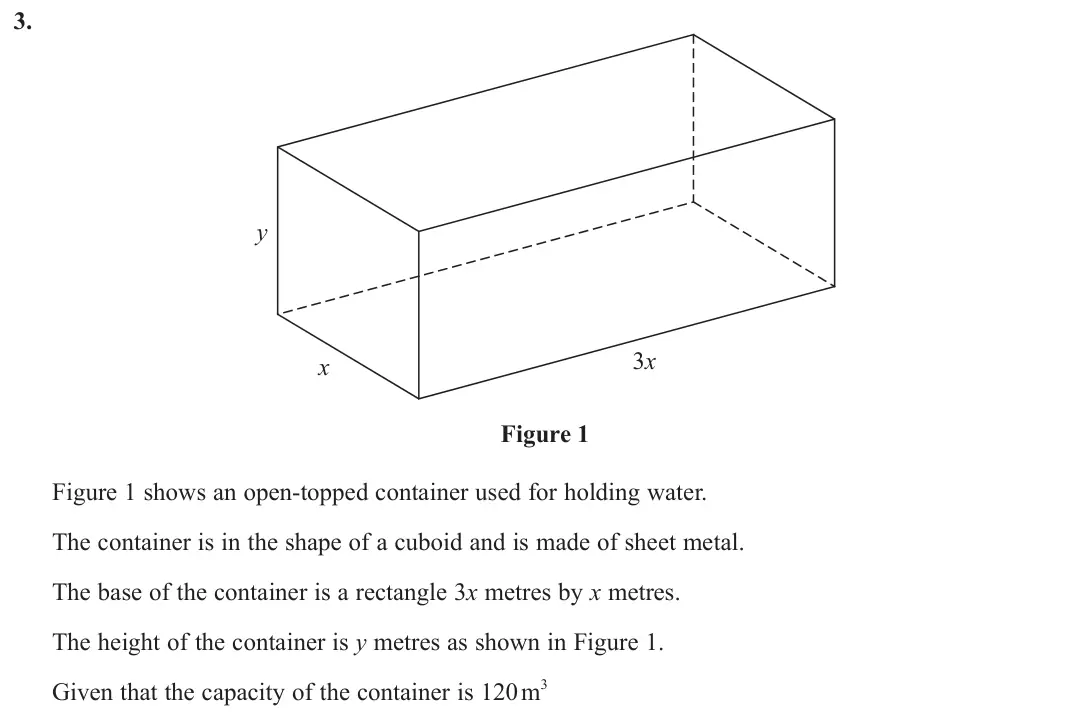 3.
y
x
3x
Figure 1
Figure 1 shows an open-topped container used for holding water.
The container is in the shape of a cuboid and is made of sheet metal.
The base of the container is a rectangle 3x metres by x metres.
The height of the container is y metres as shown in Figure 1.
Given that the capacity of the container is 120 m³